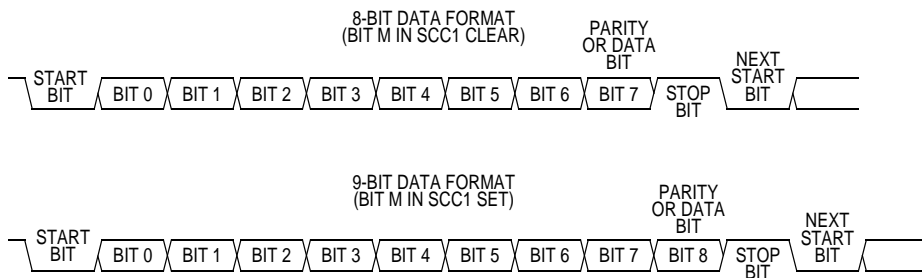 8-BIT DATA FORMAT
(BIT M IN SCC1 CLEAR)
PARITY
OR DATA
BIT
START
BIT
BIT 0
BIT 1
BIT 2
BIT 3
BIT 4
BIT 5
BIT 6
BIT 7
STOP
BIT
NEXT
START
BIT
9-BIT DATA FORMAT
(BIT M IN SCC1 SET)
PARITY
OR DATA
BIT
START
BIT
BIT 0
BIT 1
BIT 2
BIT 3
BIT 4
BIT 5
BIT 6
BIT 7
BIT 8
STOP
BIT
NEXT
START
BIT